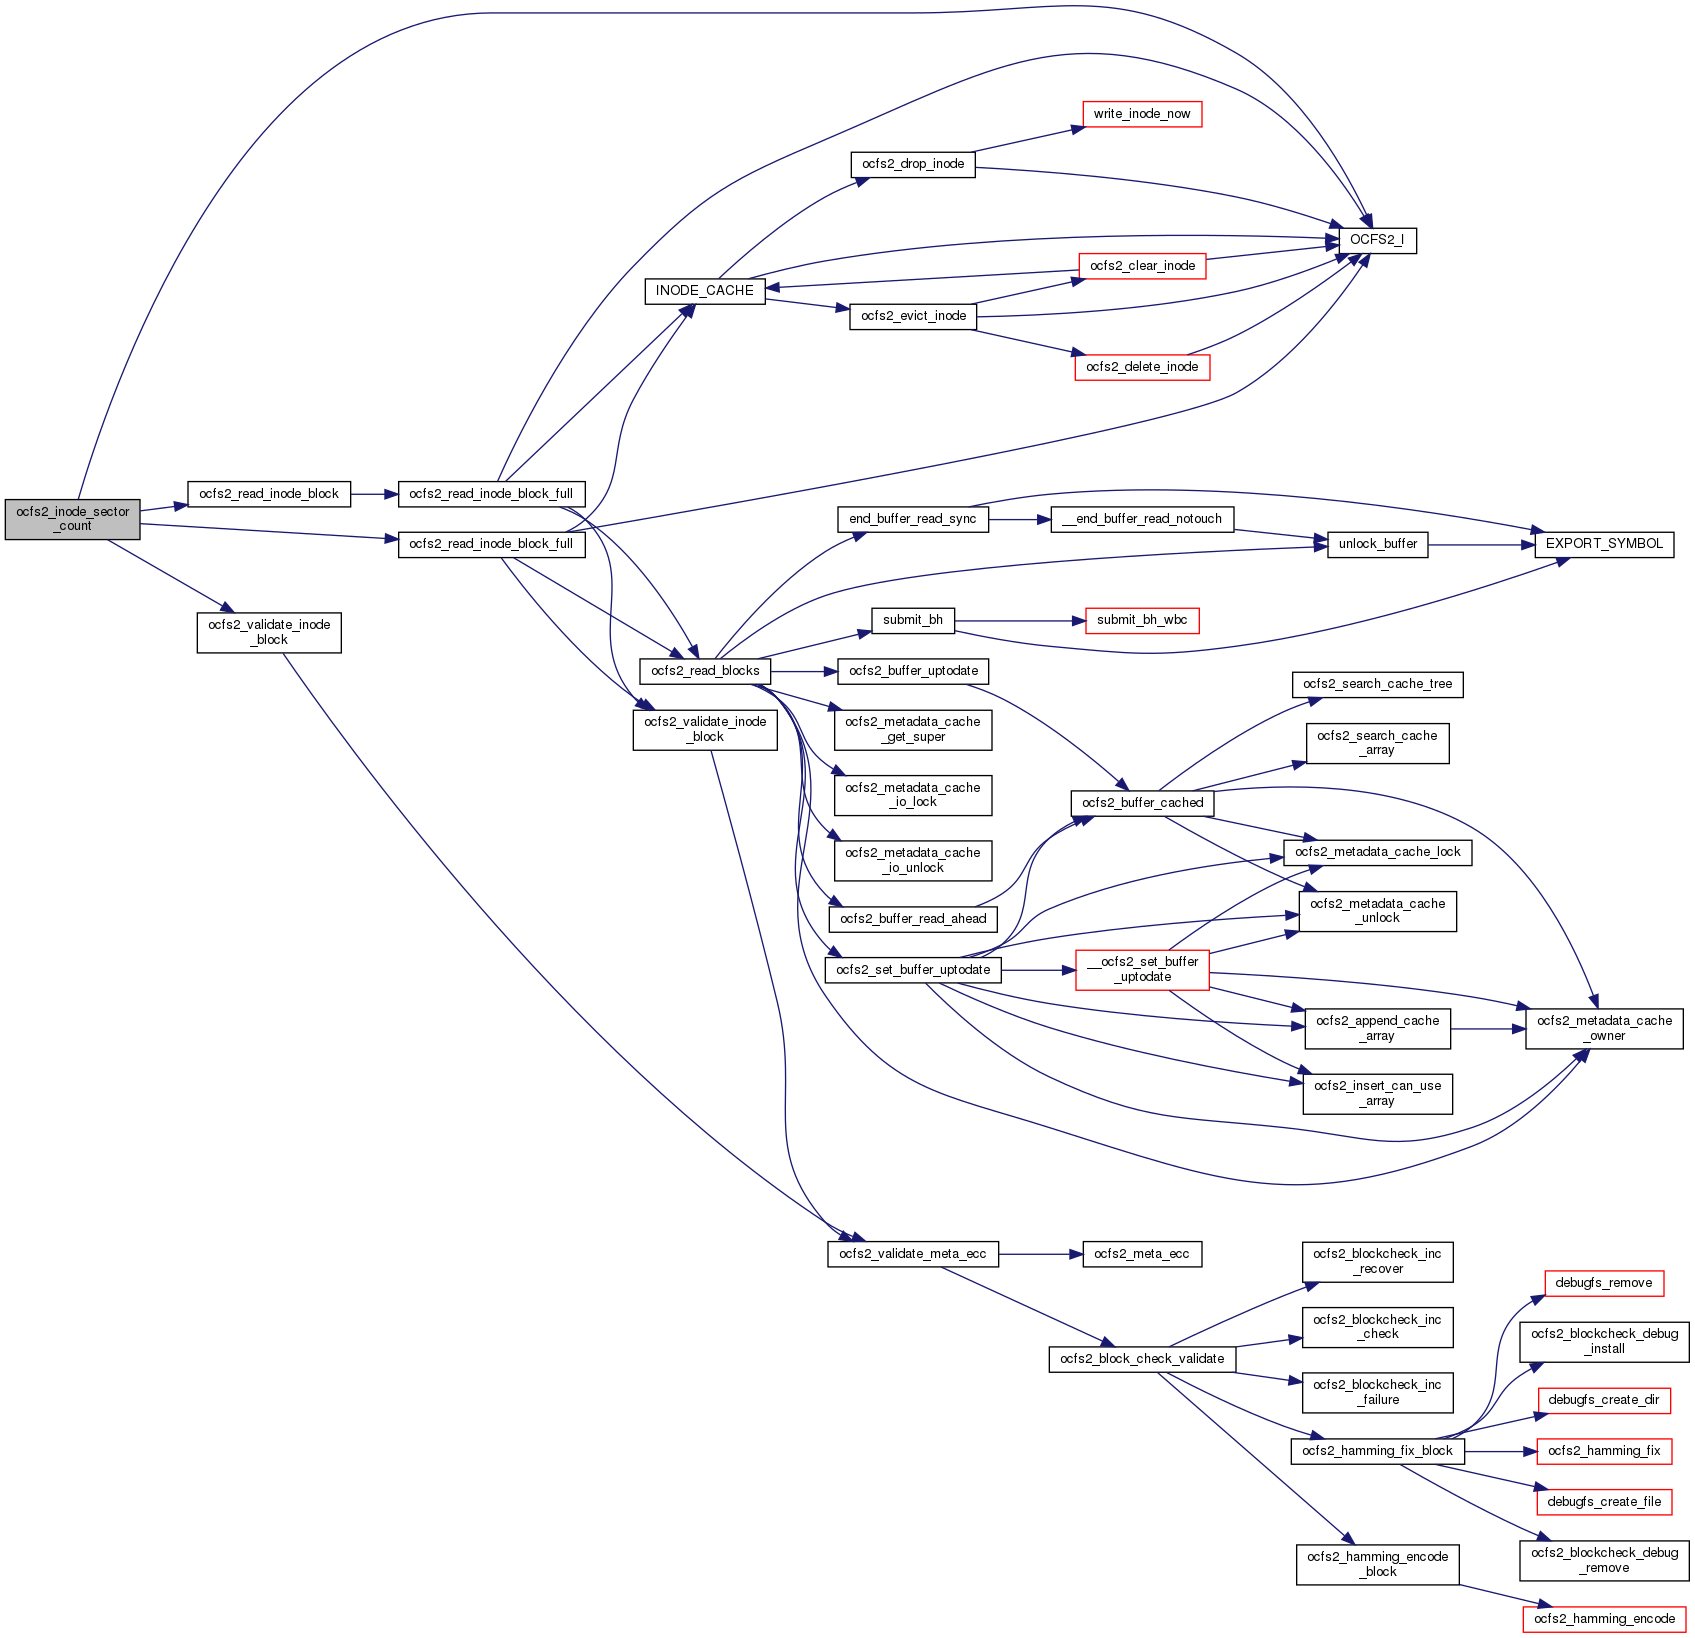 write_inode_now
ocfs2_drop_inode
OCFS2_I
ocfs2_clear_inode
INODE_CACHE
ocfs2_evict_inode
ocfs2_delete_inode
ocfs2_read_inode_block
ocfs2_read_inode_block_full
ocfs2_inode_sector
_count
end_buffer_read_sync
__end_buffer_read_notouch
ocfs2_read_inode_block_full
unlock_buffer
EXPORT_SYMBOL
submit_bh
submit_bh_wbc
ocfs2_validate_inode
_block
ocfs2_read_blocks
ocfs2_buffer_uptodate
ocfs2_search_cache_tree
ocfs2_validate_inode
_block
ocfs2_metadata_cache
_get_super
ocfs2_search_cache
_array
ocfs2_metadata_cache
_io_lock
ocfs2_buffer_cached
ocfs2_metadata_cache
_io_unlock
ocfs2_metadata_cache_lock
ocfs2_buffer_read_ahead
ocfs2_metadata_cache
_unlock
ocfs2_set_buffer_uptodate
__ocfs2_set_buffer
_uptodate
ocfs2_append_cache
_array
ocfs2_metadata_cache
_owner
ocfs2_insert_can_use
_array
ocfs2_validate_meta_ecc
ocfs2_meta_ecc
ocfs2_blockcheck_inc
_recover
debugfs_remove
ocfs2_blockcheck_inc
_check
ocfs2_blockcheck_debug
_install
ocfs2_block_check_validate
ocfs2_blockcheck_inc
_failure
debugfs_create_dir
ocfs2_hamming_fix_block
ocfs2_hamming_fix
debugfs_create_file
ocfs2_hamming_encode
_block
ocfs2_blockcheck_debug
_remove
ocfs2_hamming_encode